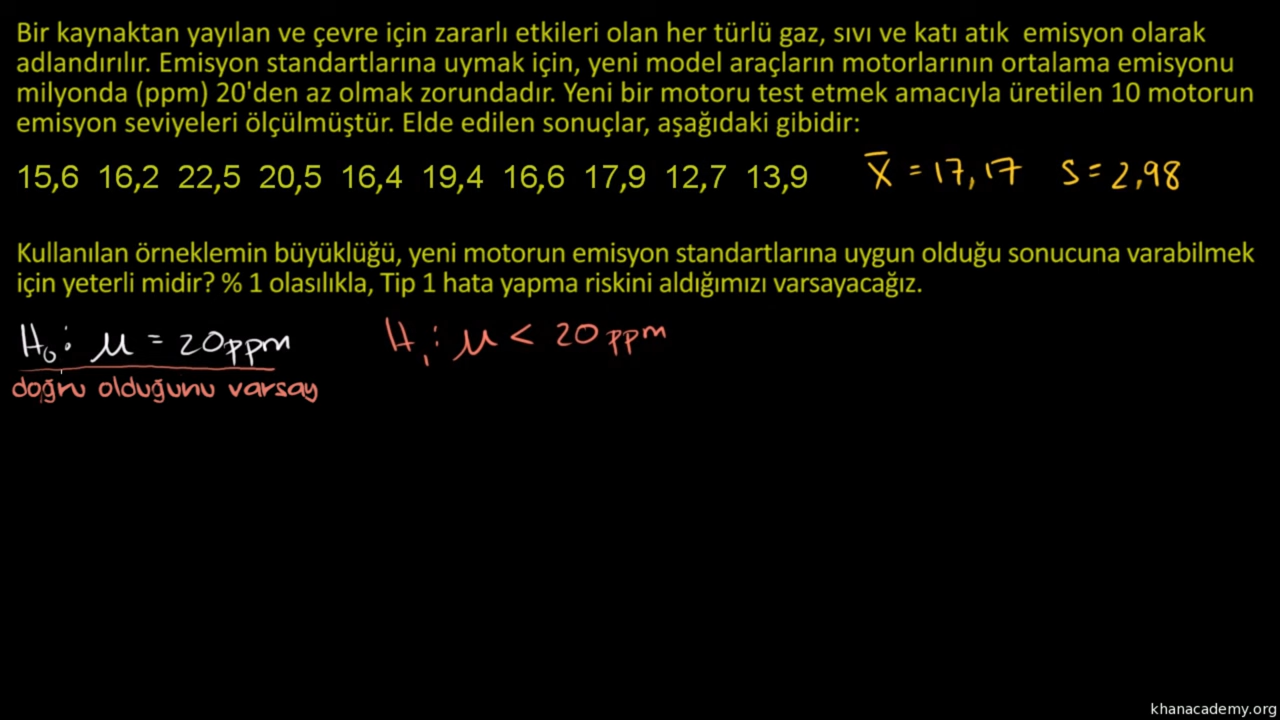 Bir kaynaktan yayılan ve çevre için zararlı etkileri olan her türlü gaz, sıvı ve katı atık emisyon olarak
adlandırılır. Emisyon standartlarına uymak için, yeni model araçların motorlarının ortalama emisyonu
milyonda (ppm) 20'den az olmak zorundadır. Yeni bir motoru test etmek amacıyla üretilen 10 motorun
emisyon seviyeleri ölçülmüştür. Elde edilen sonuçlar, aşağıdaki gibidir:
15,6 16,2 22,5 20,5 16,4 19,4 16,6 17,9 12,7 13,9 x̄ = 17,17 S = 2,98
Kullanılan örneklemin büyüklüğü, yeni motorun emisyon standartlarına uygun olduğu sonucuna varabilmek
için yeterli midir? % 1 olasılıkla, Tip 1 hata yapma riskini aldığımızı varsayacağız.
H₀: μ = 20ppm H₁: μ < 20ppm
doğru olduğunu varsay
khanacademy.org